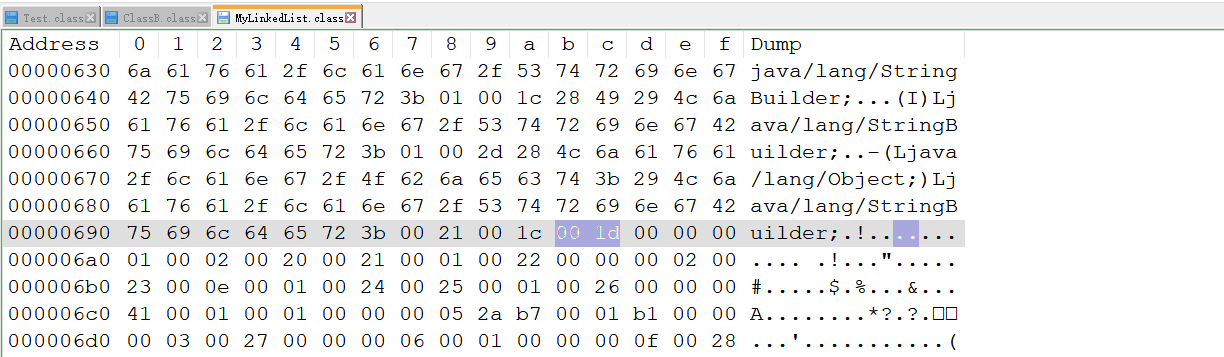 Test.class ClassB.class MyLinkedList.class
Address 0 1 2 3 4 5 6 7 8 9 a b c d e f Dump
00000630 6a 61 76 61 2f 6c 61 6e 67 2f 53 74 72 69 6e 67 java/lang/String
00000640 42 75 69 6c 64 65 72 3b 01 00 1c 28 49 29 4c 6a Builder;...(I)Lj
00000650 61 76 61 2f 6c 61 6e 67 2f 53 74 72 69 6e 67 42 ava/lang/StringB
00000660 75 69 6c 64 65 72 3b 01 00 2d 28 4c 6a 61 76 61 uilder;..-(Ljava
00000670 2f 6c 61 6e 67 2f 4f 62 6a 65 63 74 3b 29 4c 6a /lang/Object;)Lj
00000680 61 76 61 2f 6c 61 6e 67 2f 53 74 72 69 6e 67 42 ava/lang/StringB
00000690 75 69 6c 64 65 72 3b 00 21 00 1c 00 1d 00 00 00 uilder;.!.......
000006a0 01 00 02 00 20 00 21 00 01 00 22 00 00 00 02 00 .... .!...".....
000006b0 23 00 0e 00 01 00 24 00 25 00 01 00 26 00 00 00 #.....$.%...&...
000006c0 41 00 01 00 01 00 00 00 05 2a b7 00 01 b1 00 00 A........*?.?.□□
000006d0 00 03 00 27 00 00 00 06 00 01 00 00 00 0f 00 28 ...'...........(